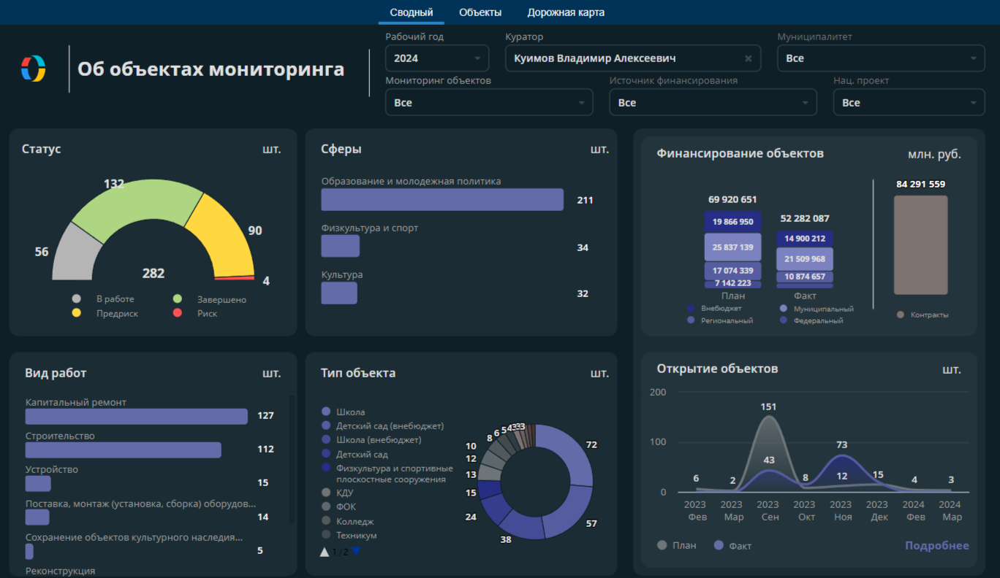 Сводный
Объекты
Дорожная карта
Об объектах мониторинга
Рабочий год
2024
Куратор
Куимов Владимир Алексеевич
Муниципалитет
Все
Мониторинг объектов
Все
Источник финансирования
Все
Нац. проект
Все
Статус
шт.
132
90
56
4
282
В работе
Завершено
Предриск
Риск
Сферы
шт.
Образование и молодежная политика
211
Физкультура и спорт
34
Культура
32
Финансирование объектов
млн. руб.
69 920 651
19 866 950
25 837 139
17 074 339
7 142 223
План
52 282 087
14 900 212
21 509 968
10 874 657
Факт
Внебюджет
Муниципальный
Региональный
Федеральный
84 291 559
Контракты
Вид работ
шт.
Капитальный ремонт
127
Строительство
112
Устройство
15
Поставка, монтаж (установка, сборка) оборудов...
14
Сохранение объектов культурного наследия...
5
Реконструкция
Тип объекта
шт.
Школа
Детский сад (внебюджет)
Школа (внебюджет)
Детский сад
Физкультура и спортивные
плоскостные сооружения
КДУ
ФОК
Колледж
Техникум
1 / 2
72
57
38
24
15
13
12
10
8
6
5
4
3
3
3
Открытие объектов
шт.
200
100
0
6
2
151
43
8
73
12
15
4
3
2023
Фев
2023
Мар
2023
Сен
2023
Окт
2023
Ноя
2023
Дек
2024
Фев
2024
Мар
План
Факт
Подробнее